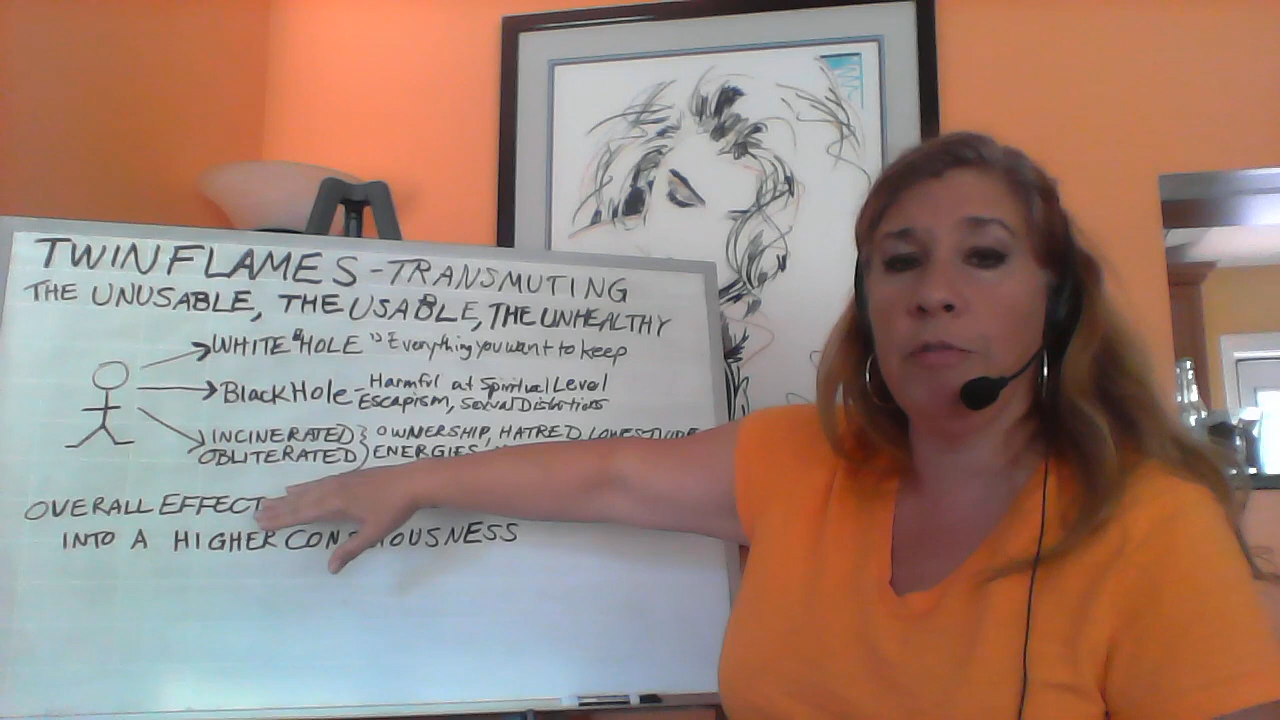 TWINFLAMES - TRANSMUTING
THE UNUSABLE, THE USABLE, THE UNHEALTHY
WHITE "HOLE" Everything you want to keep
Black Hole - Harmful at Spiritual Level
Escapism, Sexual Distortions
INCINERATED } OWNERSHIP, HATRED, LOWEST
OBLITERATED } ENERGIES
OVERALL EFFECT
INTO A HIGHER CONSCIOUSNESS